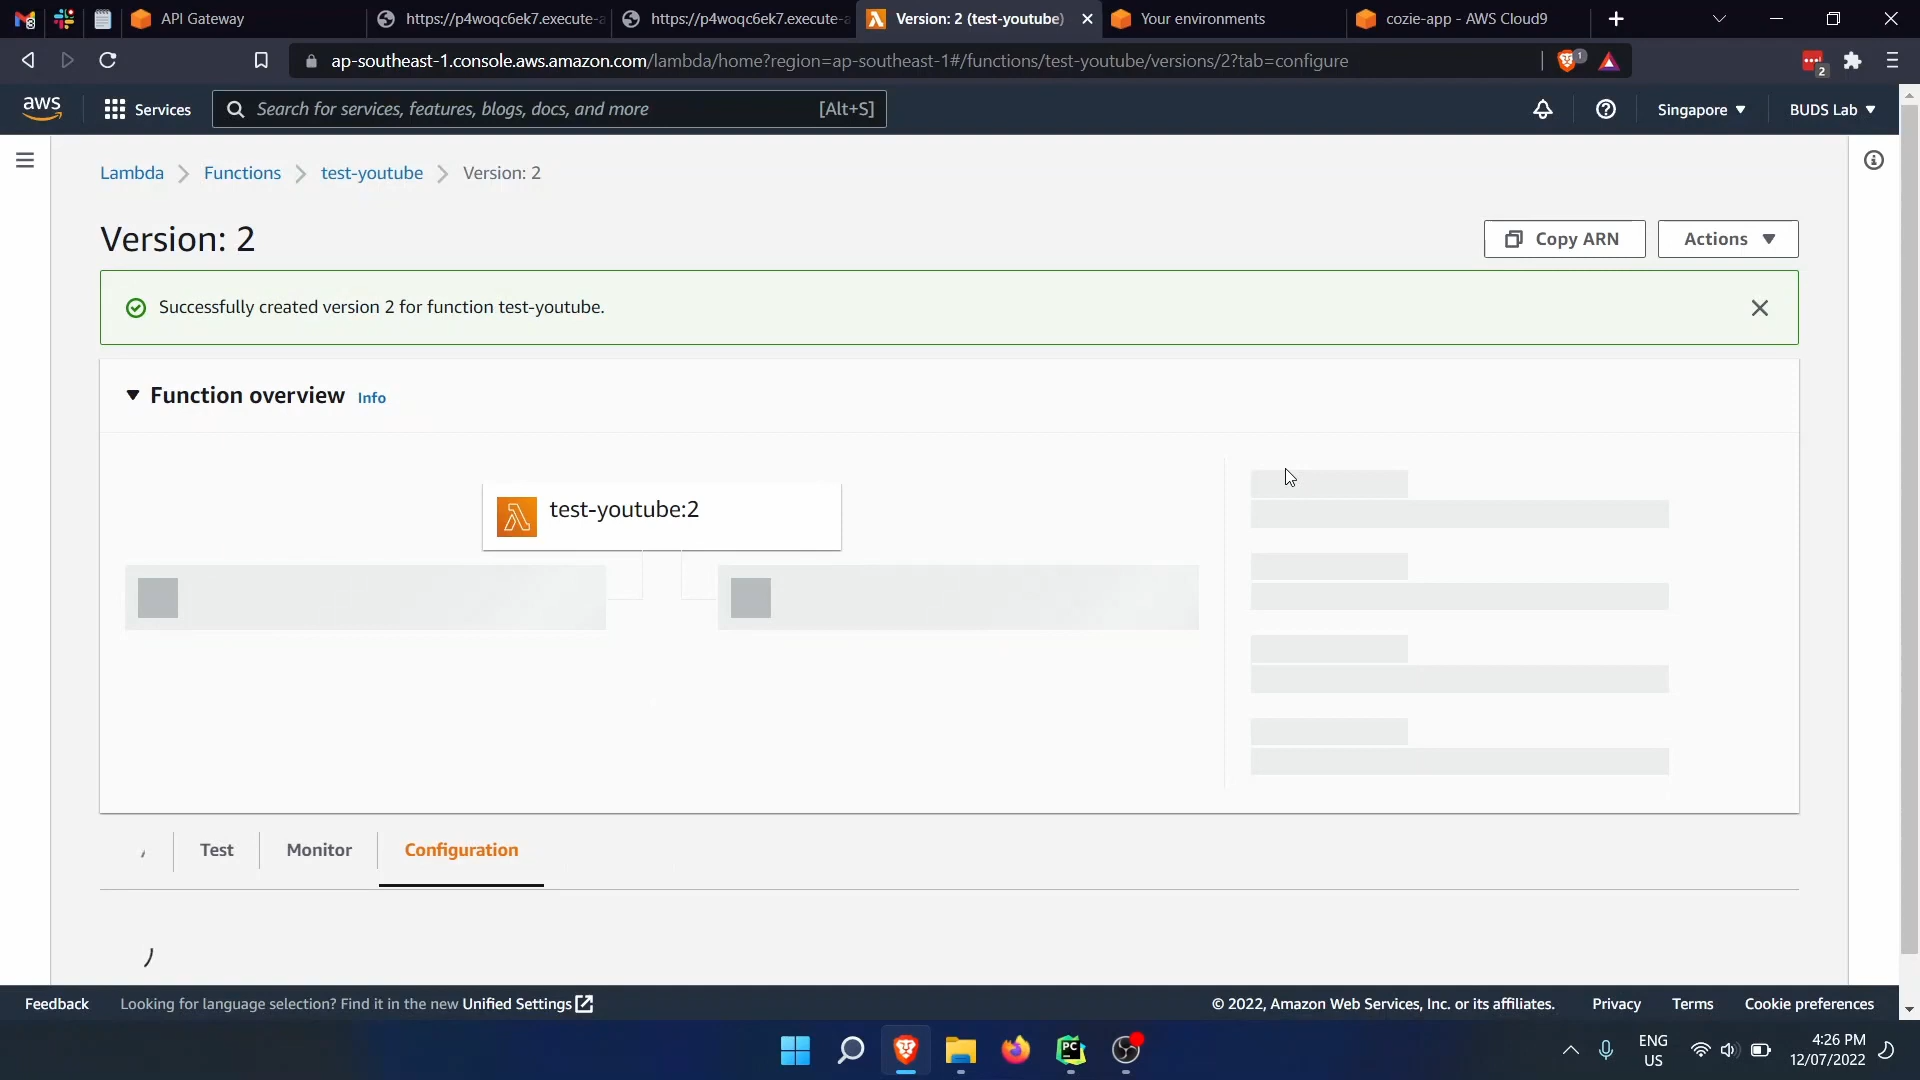 API Gateway
https://p4woqc6ek7.execute-a
https://p4woqc6ek7.execute-a
Version: 2 (test-youtube)
Your environments
cozie-app - AWS Cloud9
ap-southeast-1.console.aws.amazon.com/lambda/home?region=ap-southeast-1#/functions/test-youtube/versions/2?tab=configure
1
2
aws
Services
Search for services, features, blogs, docs, and more
[Alt+S]
Singapore
BUDS Lab
Lambda
Functions
test-youtube
Version: 2
Version: 2
Copy ARN
Actions
Successfully created version 2 for function test-youtube.
Function overview Info
test-youtube:2
Test
Monitor
Configuration
Feedback
Looking for language selection? Find it in the new Unified Settings
© 2022, Amazon Web Services, Inc. or its affiliates.
Privacy
Terms
Cookie preferences
PC
ENG
US
4:26 PM
12/07/2022